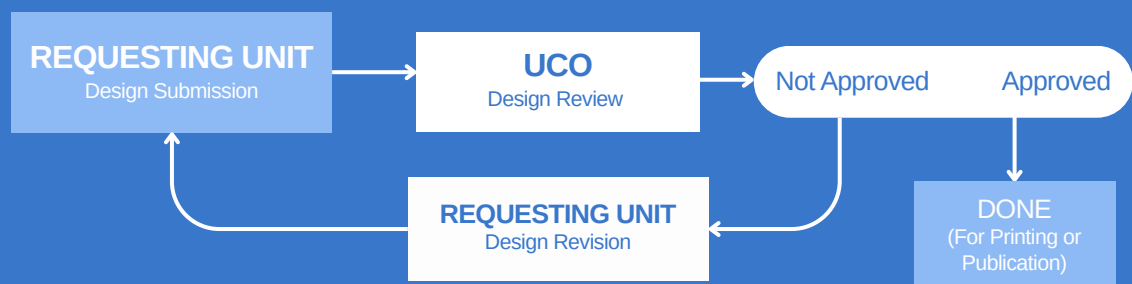 REQUESTING UNIT
Design Submission
UCO
Design Review
Not Approved
Approved
REQUESTING UNIT
Design Revision
DONE
(For Printing or
Publication)